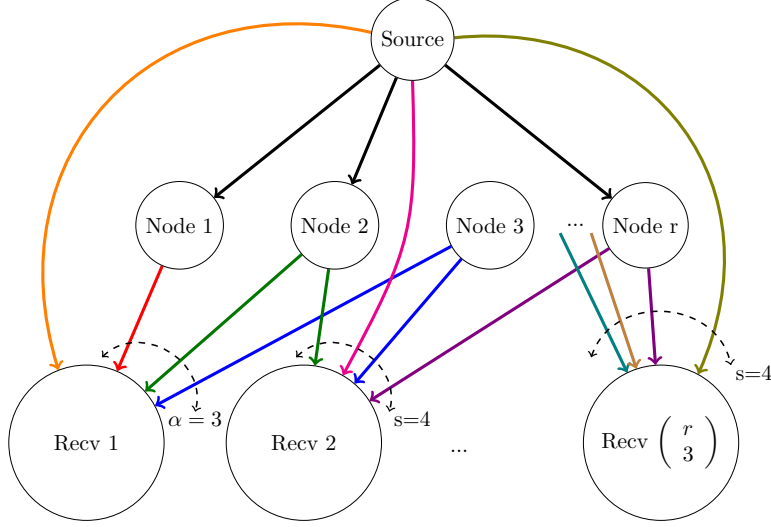 Source
Node 1
Node 2
Node 3
...
Node r
s=4
α = 3
s=4
Recv 1
Recv 2
...
Recv ( r
3 )